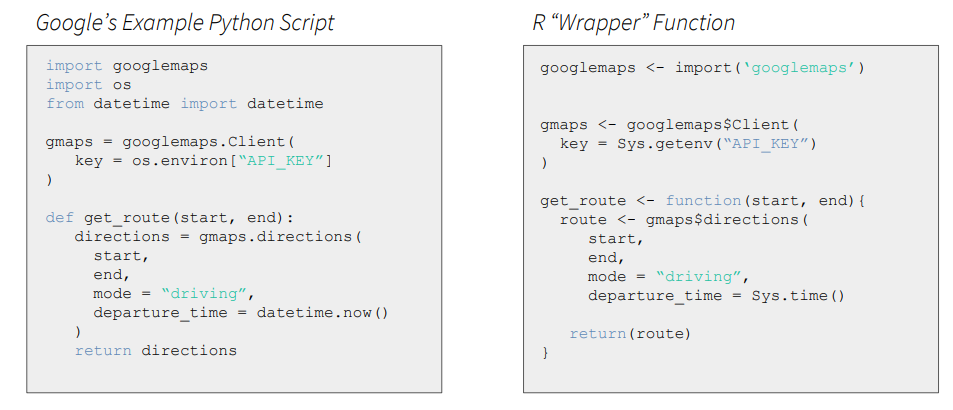 Google’s Example Python Script
import googlemaps
import os
from datetime import datetime
gmaps = googlemaps.Client(
key = os.environ[“API_KEY”]
)
def get_route(start, end):
directions = gmaps.directions(
start,
end,
mode = “driving”,
departure_time = datetime.now()
)
return directions
R “Wrapper” Function
googlemaps <- import(‘googlemaps’)
gmaps <- googlemaps$Client(
key = Sys.getenv(“API_KEY”)
)
get_route <- function(start, end){
route <- gmaps$directions(
start,
end,
mode = “driving”,
departure_time = Sys.time()
return(route)
}